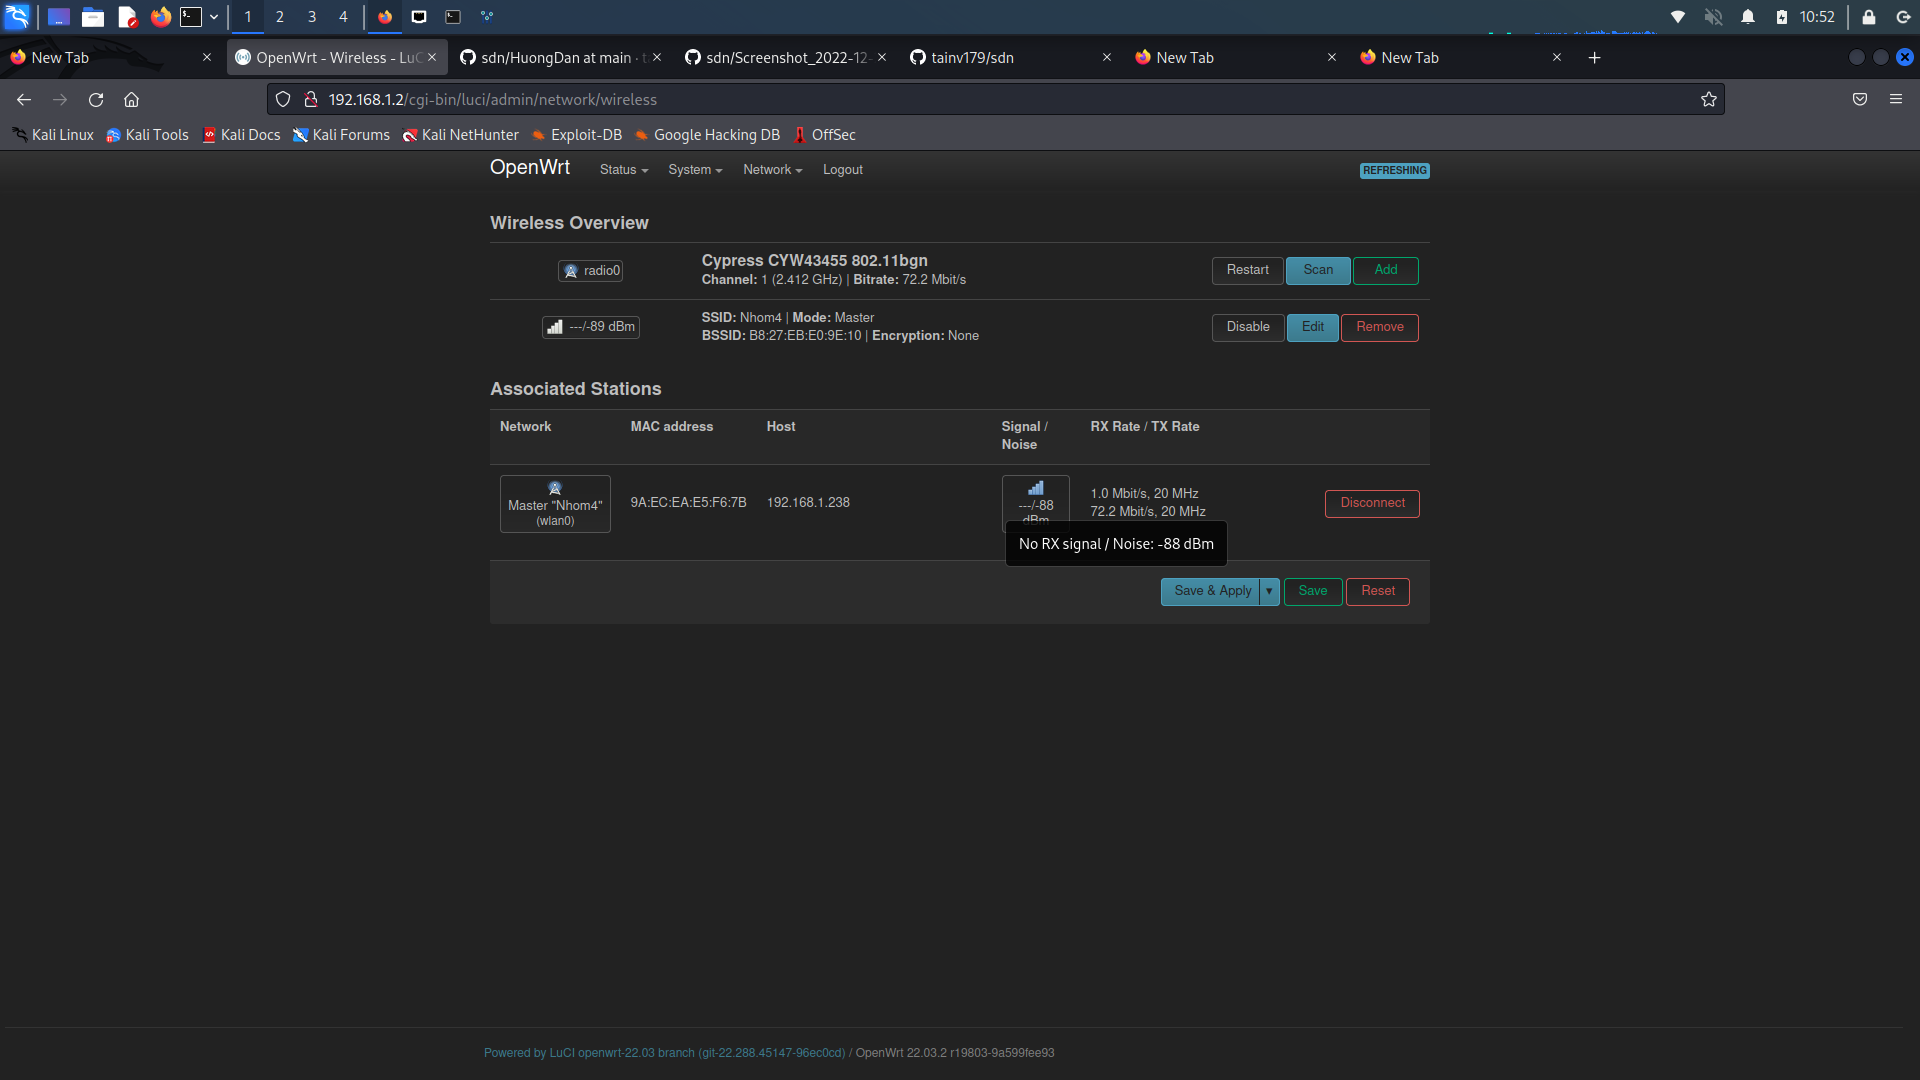 1 2 3 4 10:52
New Tab OpenWrt - Wireless - LuC sdn/HuongDan at main · t sdn/Screenshot_2022-12- tainv179/sdn New Tab New Tab
192.168.1.2/cgi-bin/luci/admin/network/wireless
Kali Linux Kali Tools Kali Docs Kali Forums Kali NetHunter Exploit-DB Google Hacking DB OffSec
OpenWrt Status System Network Logout REFRESHING
Wireless Overview
radio0
Cypress CYW43455 802.11bgn
Channel: 1 (2.412 GHz) | Bitrate: 72.2 Mbit/s
Restart Scan Add
---/-89 dBm
SSID: Nhom4 | Mode: Master
BSSID: B8:27:EB:E0:9E:10 | Encryption: None
Disable Edit Remove
Associated Stations
Network MAC address Host Signal / Noise RX Rate / TX Rate
Master "Nhom4"
(wlan0)
9A:EC:EA:E5:F6:7B
192.168.1.238
---/-88
dBm
1.0 Mbit/s, 20 MHz
72.2 Mbit/s, 20 MHz
Disconnect
No RX signal / Noise: -88 dBm
Save & Apply Save Reset
Powered by LuCI openwrt-22.03 branch (git-22.288.45147-96ec0cd) / OpenWrt 22.03.2 r19803-9a599fee93